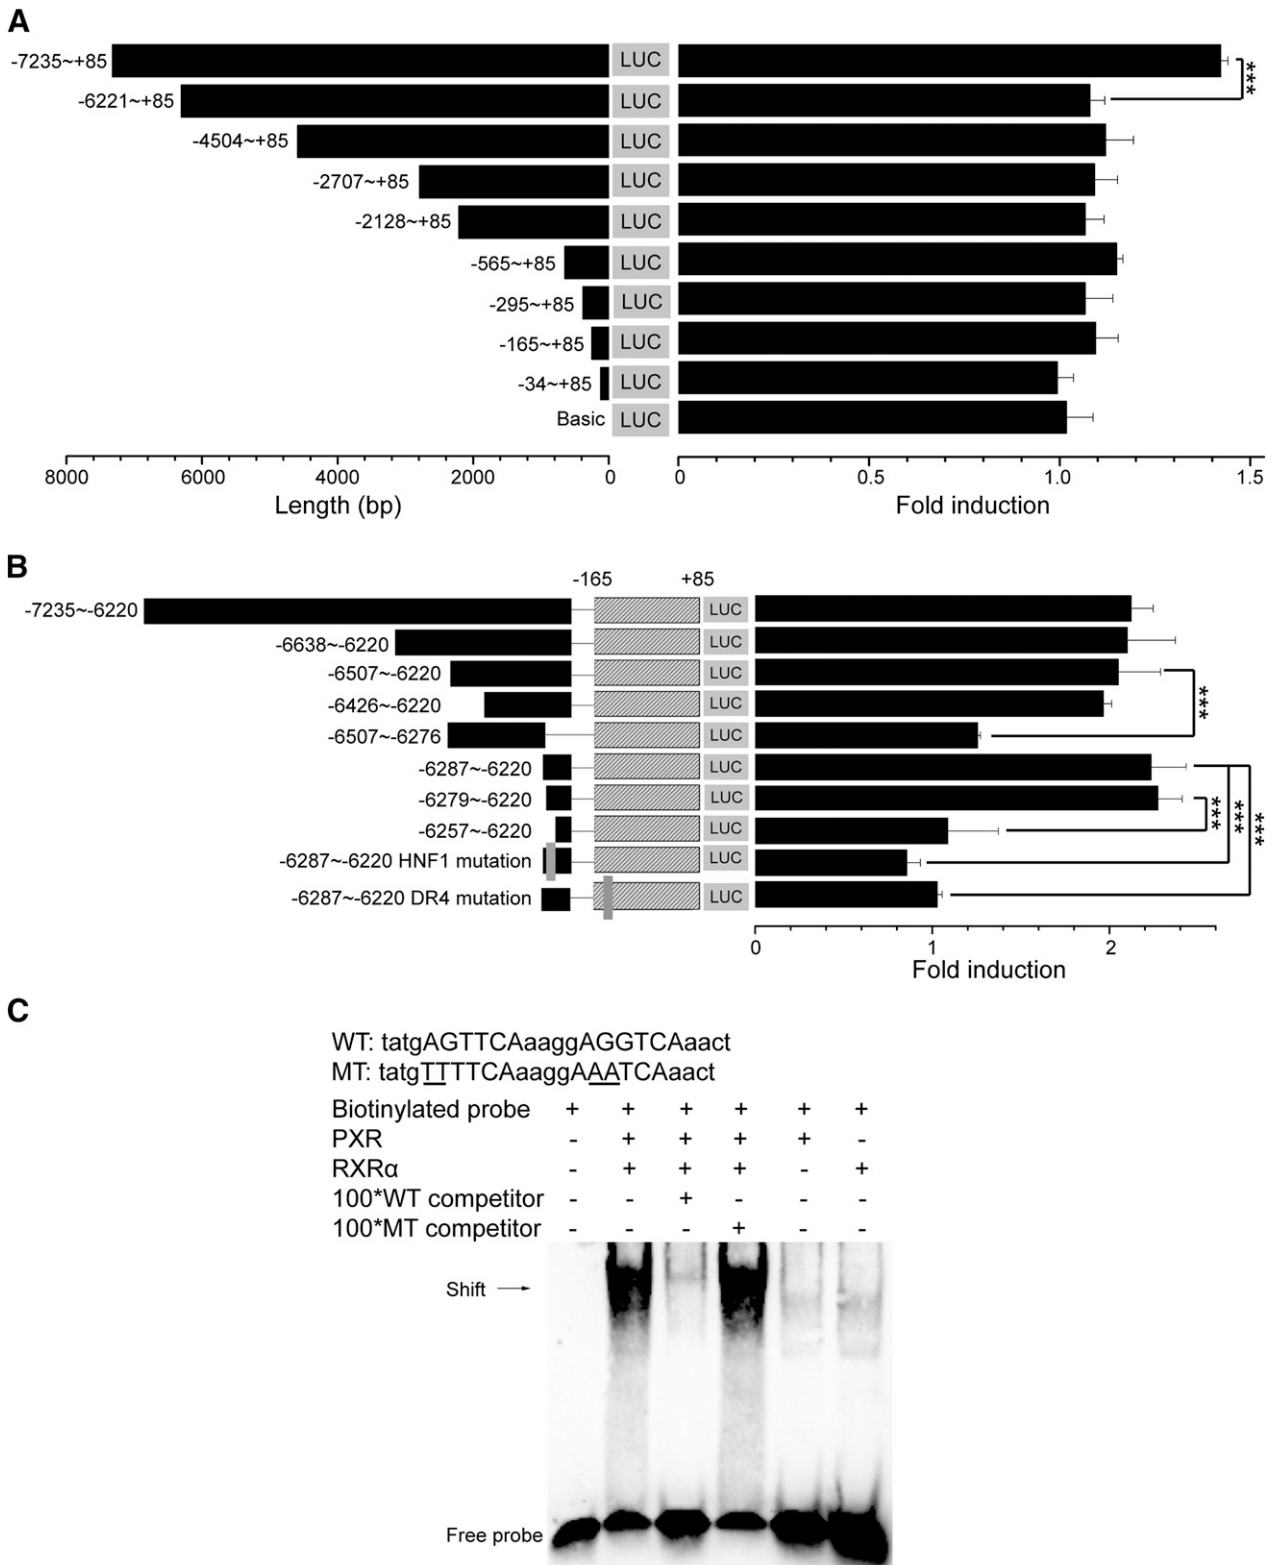 A
-7235~+85 LUC ***
-6221~+85 LUC
-4504~+85 LUC
-2707~+85 LUC
-2128~+85 LUC
-565~+85 LUC
-295~+85 LUC
-165~+85 LUC
-34~+85 LUC
Basic LUC
8000 6000 4000 2000 0 0 0.5 1.0 1.5
Length (bp) Fold induction
B
-165 +85
-7235~-6220 LUC
-6638~-6220 LUC
-6507~-6220 LUC
-6426~-6220 LUC ***
-6507~-6276 LUC
-6287~-6220 LUC
-6279~-6220 LUC *** *** ***
-6257~-6220 LUC
-6287~-6220 HNF1 mutation LUC
-6287~-6220 DR4 mutation LUC
0 1 2
Fold induction
C
WT: tatgAGTTCAaaggAGGTCAaact
MT: tatgTTTTCAaaggAAATCAaact
Biotinylated probe + + + + + +
PXR - + + + + -
RXRα - + + + - +
100*WT competitor - - + - - -
100*MT competitor - - - + - -
Shift →
Free probe